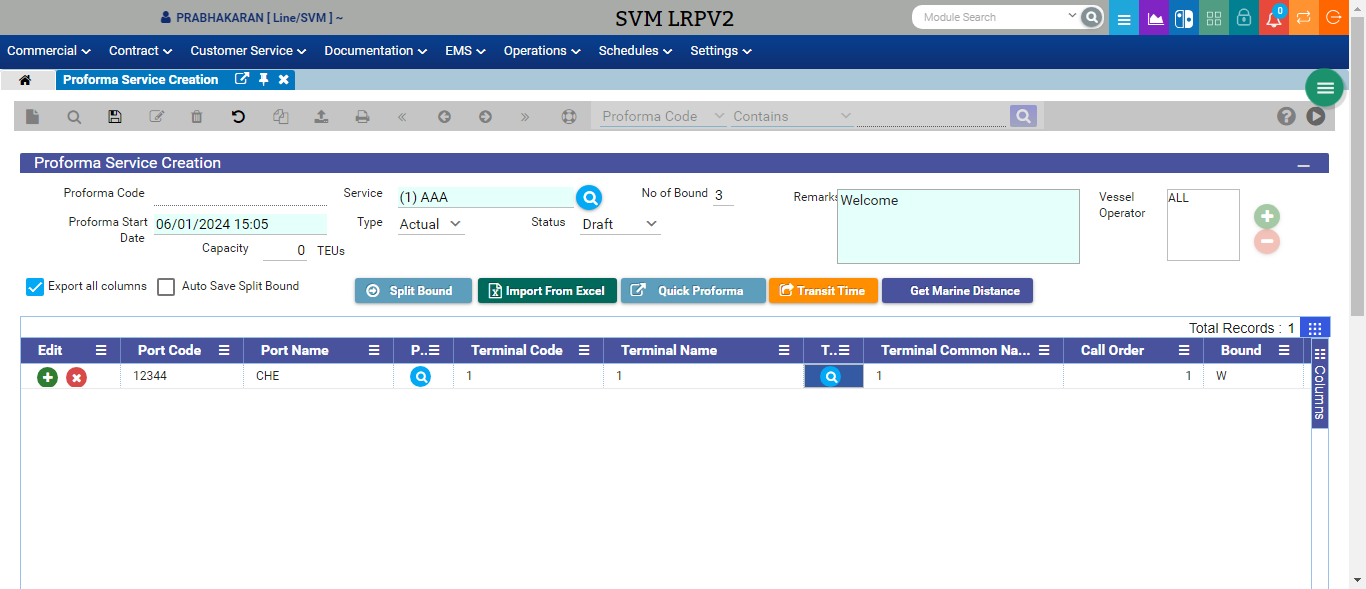 PRABHAKARAN [ Line/SVM ] ~
SVM LRPV2
Module Search
0
Commercial Contract Customer Service Documentation EMS Operations Schedules Settings
Proforma Service Creation
Proforma Code Contains
Proforma Service Creation
Proforma Code
Service (1) AAA
No of Bound 3
Remarks Welcome
Vessel Operator ALL
Proforma Start Date 06/01/2024 15:05
Type Actual
Status Draft
Capacity 0 TEUs
Export all columns Auto Save Split Bound
Split Bound Import From Excel Quick Proforma Transit Time Get Marine Distance
Total Records : 1
Edit Port Code Port Name P.. Terminal Code Terminal Name T.. Terminal Common Na... Call Order Bound
12344 CHE 1 1 1 1 W
Columns